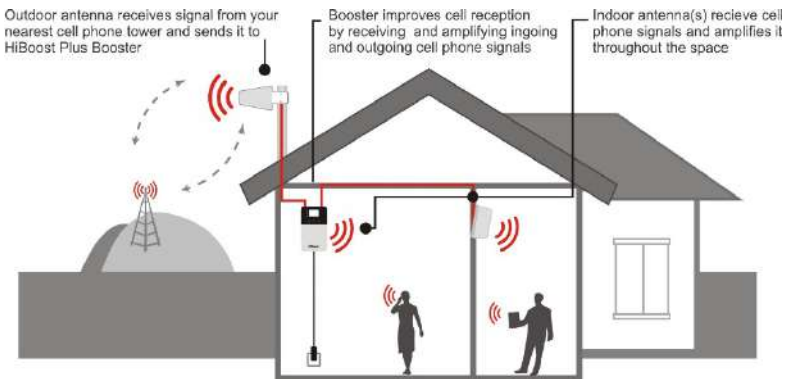 Outdoor antenna receives signal from your
nearest cell phone tower and sends it to
HiBoost Plus Booster
Booster improves cell reception
by receiving and amplifying ingoing
and outgoing cell phone signals
Indoor antenna(s) recieve cell
phone signals and amplifies it
throughout the space